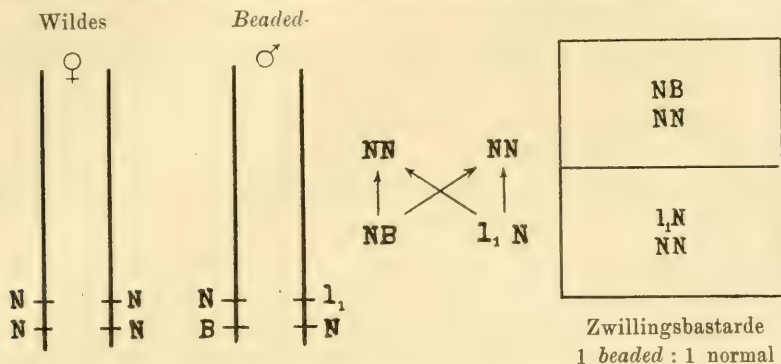 Wildes
♀
Beaded-
♂
N N
N N
N l₁
B N
NN NN
NB l₁ N
NB
NN
l₁N
NN
Zwillingsbastarde
1 beaded : 1 normal